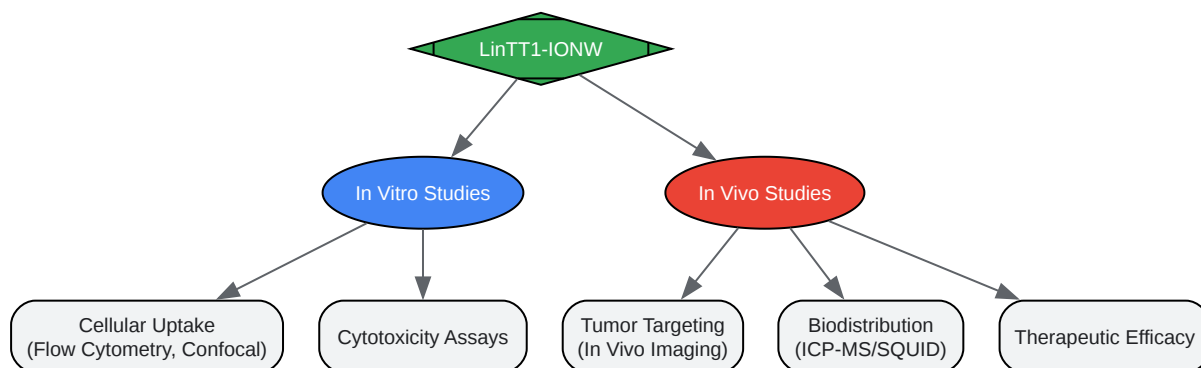 LinTT1-IONW
In Vitro Studies
In Vivo Studies
Cellular Uptake
(Flow Cytometry, Confocal)
Cytotoxicity Assays
Tumor Targeting
(In Vivo Imaging)
Biodistribution
(ICP-MS/SQUID)
Therapeutic Efficacy